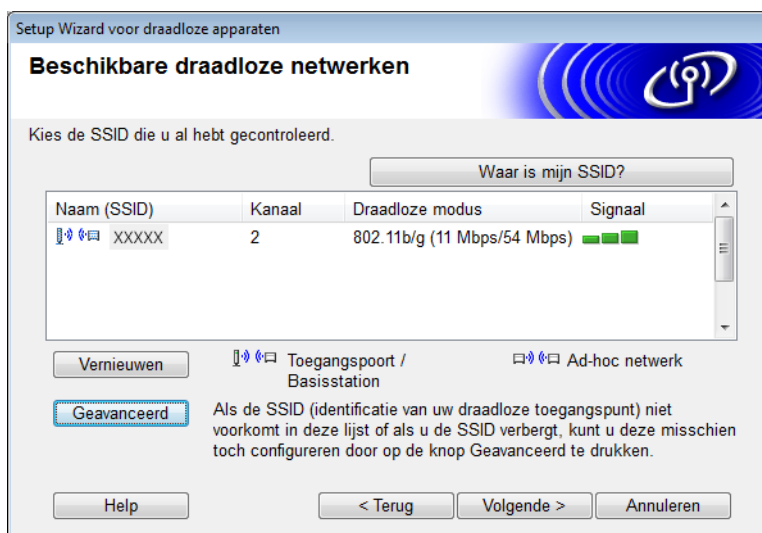 Setup Wizard voor draadloze apparaten
Beschikbare draadloze netwerken
Kies de SSID die u al hebt gecontroleerd.
Waar is mijn SSID?
Naam (SSID) Kanaal Draadloze modus Signaal
XXXXX 2 802.11b/g (11 Mbps/54 Mbps)
Vernieuwen
Toegangspoort /
Basisstation
Ad-hoc netwerk
Geavanceerd
Als de SSID (identificatie van uw draadloze toegangspunt) niet
voorkomt in deze lijst of als u de SSID verbergt, kunt u deze misschien
toch configureren door op de knop Geavanceerd te drukken.
Help
< Terug
Volgende >
Annuleren